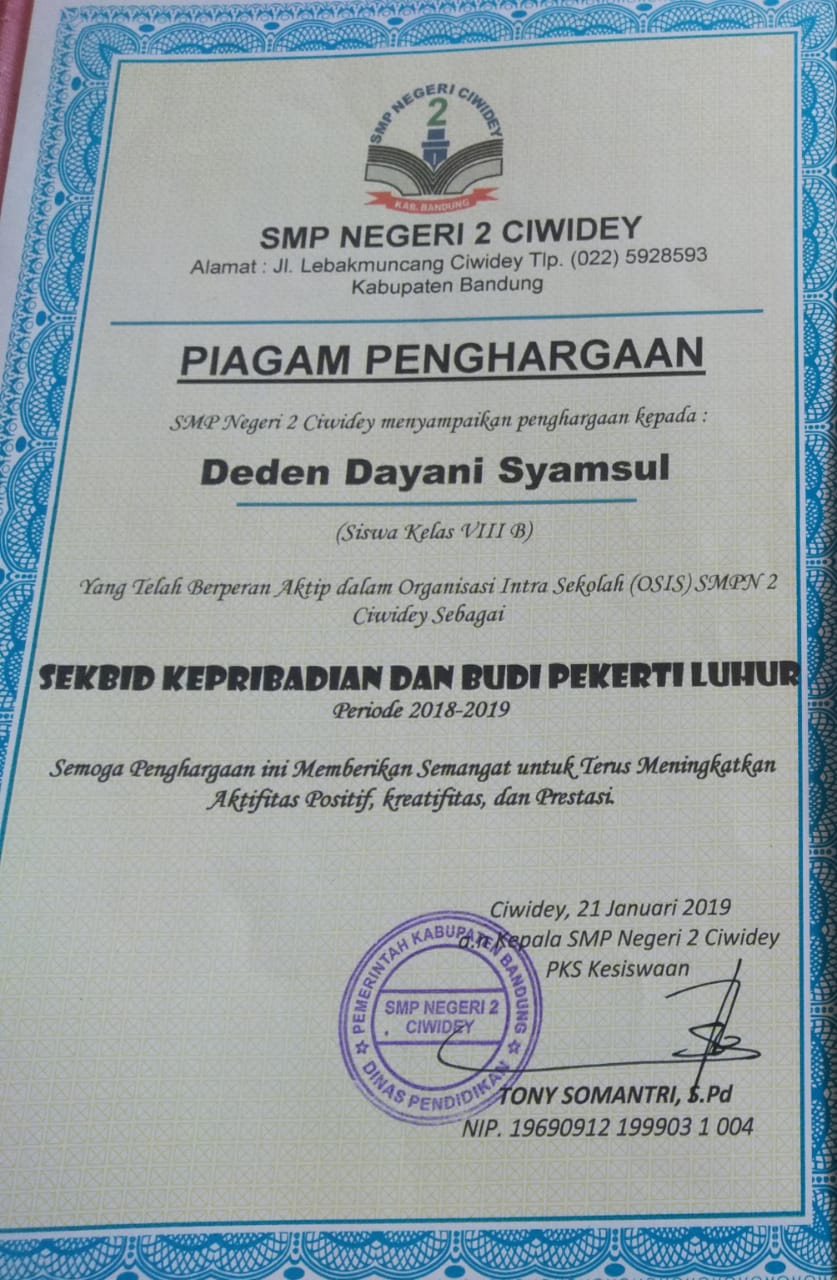 SMP NEGERI CIWIDEY
2
KAB. BANDUNG
SMP NEGERI 2 CIWIDEY
Alamat : Jl. Lebakmuncang Ciwidey Tlp. (022) 5928593
Kabupaten Bandung
PIAGAM PENGHARGAAN
SMP Negeri 2 Ciwidey menyampaikan penghargaan kepada :
Deden Dayani Syamsul
(Siswa Kelas VIII B)
Yang Telah Berperan Aktip dalam Organisasi Intra Sekolah (OSIS) SMPN 2
Ciwidey Sebagai
SEKBID KEPRIBADIAN DAN BUDI PEKERTI LUHUR
Periode 2018-2019
Semoga Penghargaan ini Memberikan Semangat untuk Terus Meningkatkan
Aktifitas Positif, kreatifitas, dan Prestasi.
Ciwidey, 21 Januari 2019
a.n Kepala SMP Negeri 2 Ciwidey
PKS Kesiswaan
PEMERINTAH KABUPATEN BANDUNG
SMP NEGERI 2
CIWIDEY
DINAS PENDIDIKAN
TONY SOMANTRI, S.Pd
NIP. 19690912 199903 1 004